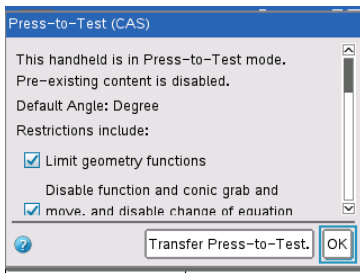 Press-to-Test (CAS)
This handheld is in Press-to-Test mode.
Pre-existing content is disabled.
Default Angle: Degree
Restrictions include:
Limit geometry functions
Disable function and conic grab and
move, and disable change of equation
?
Transfer Press-to-Test.
OK